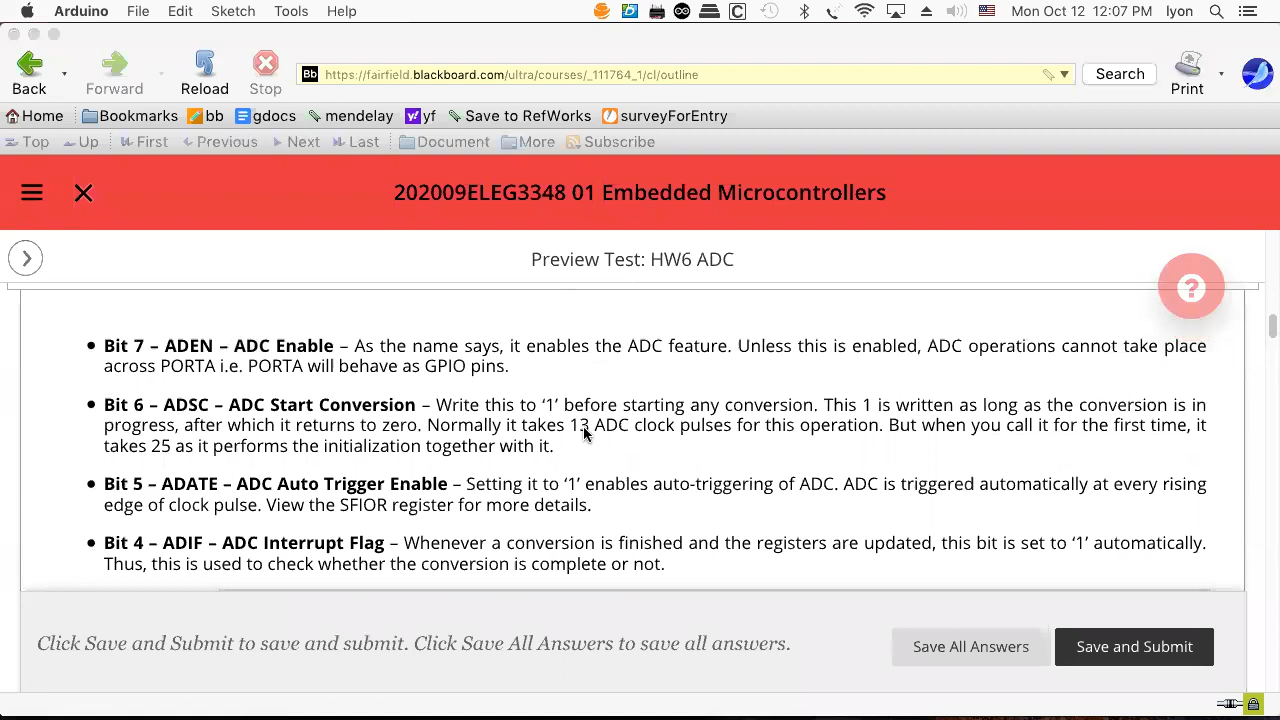 Arduino File Edit Sketch Tools Help Mon Oct 12 12:07 PM lyon
Back Forward Reload Stop Bb https://fairfield.blackboard.com/ultra/courses/_111764_1/cl/outline Search Print
Home Bookmarks bb gdocs mendelay yf Save to RefWorks surveyForEntry
Top Up First Previous Next Last Document More Subscribe
202009ELEG3348 01 Embedded Microcontrollers
Preview Test: HW6 ADC
?
• Bit 7 – ADEN – ADC Enable – As the name says, it enables the ADC feature. Unless this is enabled, ADC operations cannot take place
across PORTA i.e. PORTA will behave as GPIO pins.
• Bit 6 – ADSC – ADC Start Conversion – Write this to ‘1’ before starting any conversion. This 1 is written as long as the conversion is in
progress, after which it returns to zero. Normally it takes 13 ADC clock pulses for this operation. But when you call it for the first time, it
takes 25 as it performs the initialization together with it.
• Bit 5 – ADATE – ADC Auto Trigger Enable – Setting it to ‘1’ enables auto-triggering of ADC. ADC is triggered automatically at every rising
edge of clock pulse. View the SFIOR register for more details.
• Bit 4 – ADIF – ADC Interrupt Flag – Whenever a conversion is finished and the registers are updated, this bit is set to ‘1’ automatically.
Thus, this is used to check whether the conversion is complete or not.
Click Save and Submit to save and submit. Click Save All Answers to save all answers.
Save All Answers Save and Submit